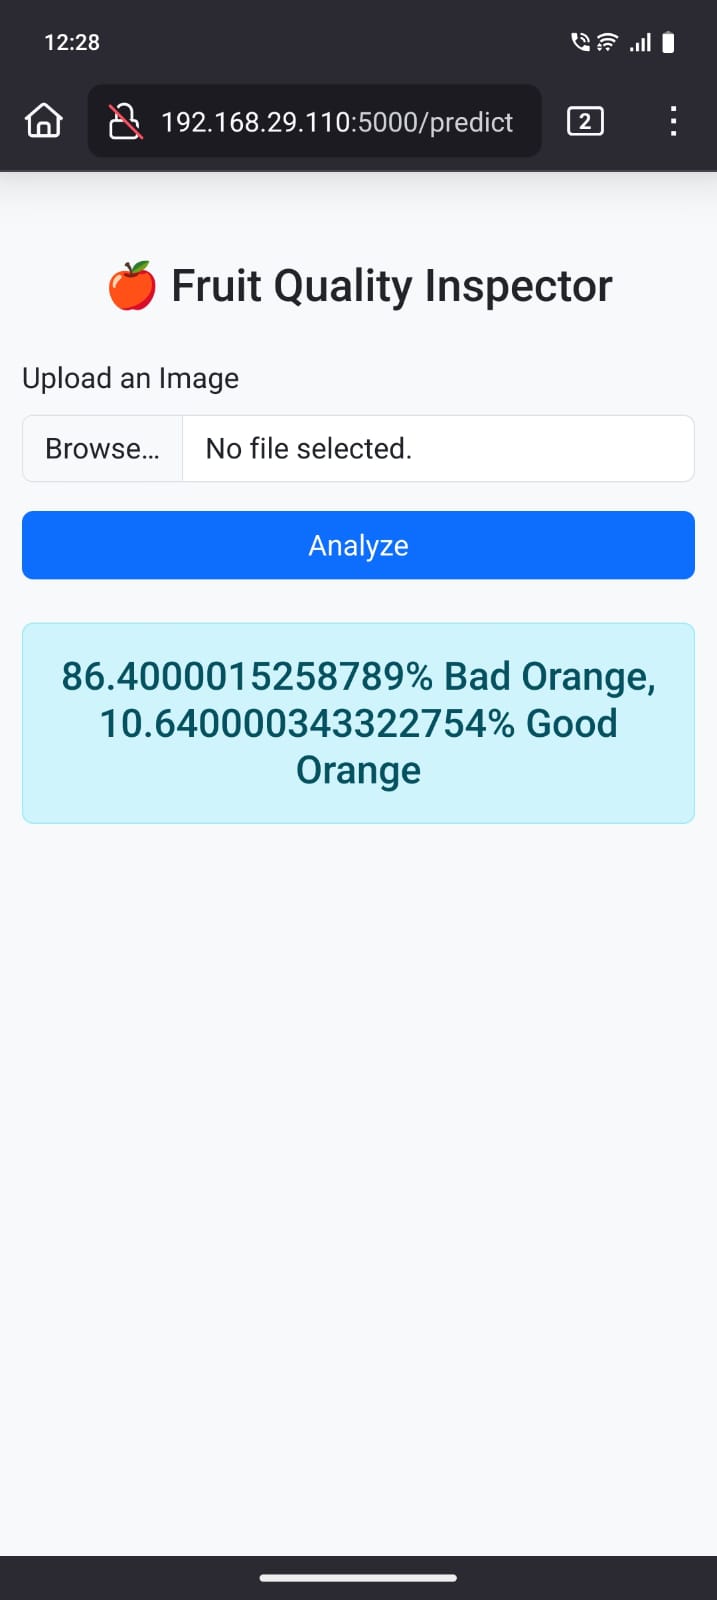 12:28
192.168.29.110:5000/predict
2
🍎 Fruit Quality Inspector
Upload an Image
Browse... No file selected.
Analyze
86.4000015258789% Bad Orange,
10.640000343322754% Good
Orange